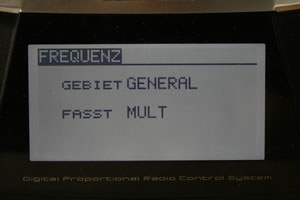 FREQUENZ
GEBIET GENERAL
FASST MULT
Digital Proportional Radio Control System